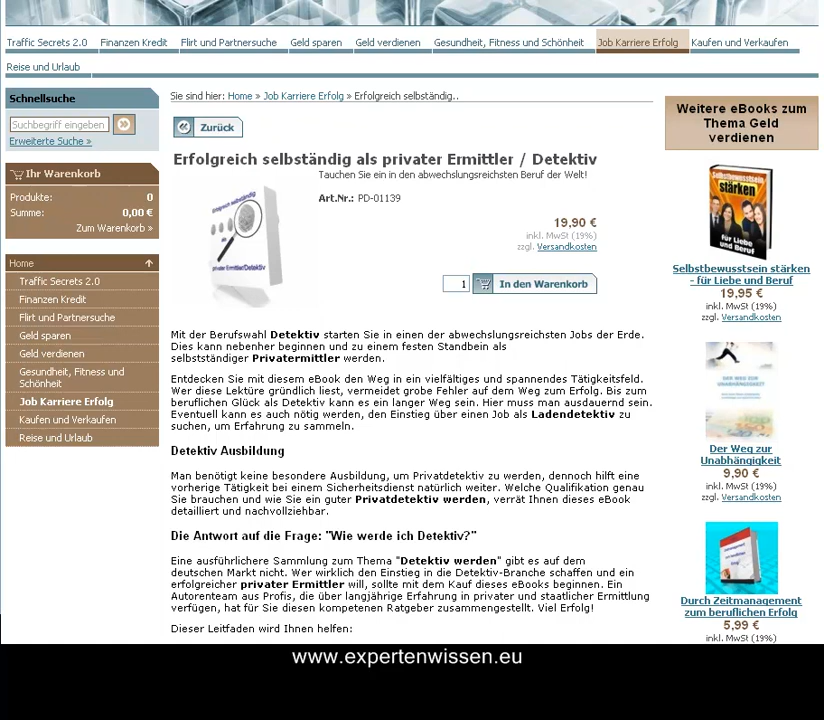 Traffic Secrets 2.0 Finanzen Kredit Flirt und Partnersuche Geld sparen Geld verdienen Gesundheit, Fitness und Schönheit Job Karriere Erfolg Kaufen und Verkaufen
Reise und Urlaub
Schnellsuche
Suchbegriff eingeben
Erweiterte Suche »
Ihr Warenkorb
Produkte: 0
Summe: 0,00 €
Zum Warenkorb »
Home
Traffic Secrets 2.0
Finanzen Kredit
Flirt und Partnersuche
Geld sparen
Geld verdienen
Gesundheit, Fitness und
Schönheit
Job Karriere Erfolg
Kaufen und Verkaufen
Reise und Urlaub
Sie sind hier: Home » Job Karriere Erfolg » Erfolgreich selbständig..
Zurück
Erfolgreich selbständig als privater Ermittler / Detektiv
Tauchen Sie ein in den abwechslungsreichsten Beruf der Welt!
Art.Nr.: PD-01139
19,90 €
inkl. MwSt (19%)
zzgl. Versandkosten
1 In den Warenkorb
Mit der Berufswahl Detektiv starten Sie in einen der abwechslungsreichsten Jobs der Erde.
Dies kann nebenher beginnen und zu einem festen Standbein als
selbstständiger Privatermittler werden.
Entdecken Sie mit diesem eBook den Weg in ein vielfältiges und spannendes Tätigkeitsfeld.
Wer diese Lektüre gründlich liest, vermeidet grobe Fehler auf dem Weg zum Erfolg. Bis zum
beruflichen Glück als Detektiv kann es ein langer Weg sein. Hier muss man ausdauernd sein.
Eventuell kann es auch nötig werden, den Einstieg über einen Job als Ladendetektiv zu
suchen, um Erfahrung zu sammeln.
Detektiv Ausbildung
Man benötigt keine besondere Ausbildung, um Privatdetektiv zu werden, dennoch hilft eine
vorherige Tätigkeit bei einem Sicherheitsdienst natürlich weiter. Welche Qualifikation genau
Sie brauchen und wie Sie ein guter Privatdetektiv werden, verrät Ihnen dieses eBook
detailliert und nachvollziehbar.
Die Antwort auf die Frage: "Wie werde ich Detektiv?"
Eine ausführlichere Sammlung zum Thema "Detektiv werden" gibt es auf dem
deutschen Markt nicht. Wer wirklich den Einstieg in die Detektiv-Branche schaffen und ein
erfolgreicher privater Ermittler will, sollte mit dem Kauf dieses eBooks beginnen. Ein
Autorenteam aus Profis, die über langjährige Erfahrung in privater und staatlicher Ermittlung
verfügen, hat für Sie diesen kompetenen Ratgeber zusammengestellt. Viel Erfolg!
Dieser Leitfaden wird Ihnen helfen:
Weitere eBooks zum
Thema Geld
verdienen
Selbstbewusstsein
stärken
für Liebe
und Beruf
Selbstbewusstsein stärken
- für Liebe und Beruf
19,95 €
inkl. MwSt (19%)
zzgl. Versandkosten
DER WEG ZUR
UNABHÄNGIGKEIT
Der Weg zur
Unabhängigkeit
9,90 €
inkl. MwSt (19%)
zzgl. Versandkosten
Durch Zeitmanagement
zum beruflichen Erfolg
5,99 €
inkl. MwSt (19%)
www.expertenwissen.eu